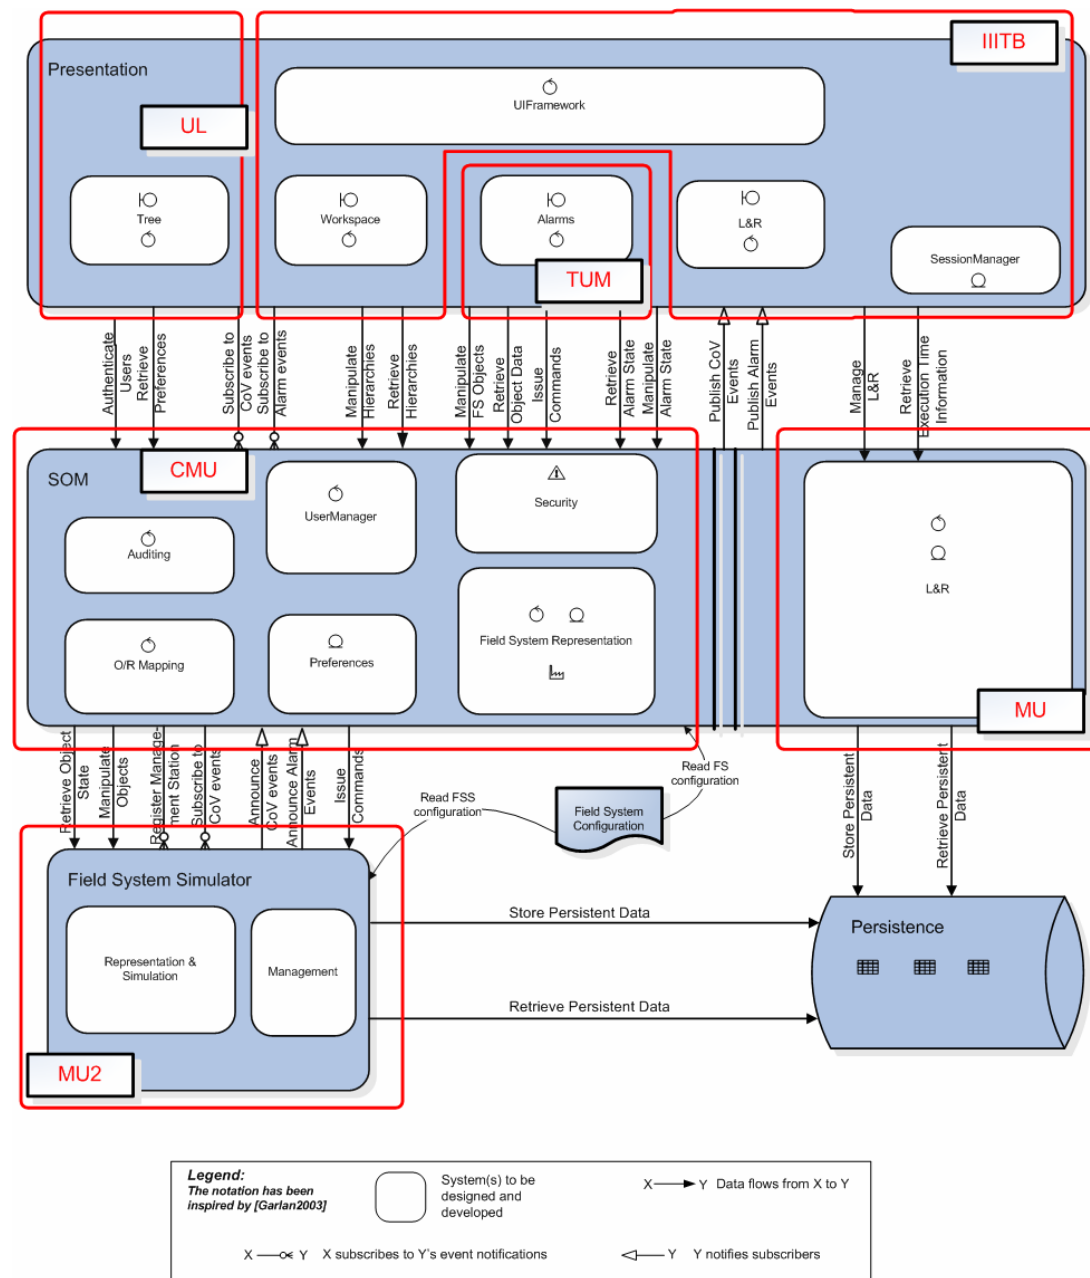 IIITB
Presentation
UIFramework
UL
Tree
Workspace
Alarms
L&R
SessionManager
TUM
Authenticate
Users
Retrieve
Preferences
Subscribe to
CoV events
Subscribe to
Alarm events
Manipulate
Hierarchies
Retrieve
Hierarchies
Manipulate
FS Objects
Retrieve
Object Data
Issue
Commands
Retrieve
Alarm State
Manipulate
Alarm State
Publish CoV
Events
Publish Alarm
Events
Manage
L&R
Retrieve
Execution Time
Information
SOM
CMU
UserManager
Security
Auditing
L&R
O/R Mapping
Preferences
Field System Representation
MU
Retrieve Object
State
Manipulate
Objects
Register Manage-
ment Station
Subscribe to
CoV events
Announce
CoV events
Announce Alarm
Events
Issue
Commands
Read FS
configuration
Read FSS
configuration
Field System
Configuration
Store Persistent
Data
Retrieve Persistent
Data
Field System Simulator
Representation &
Simulation
Management
MU2
Store Persistent Data
Retrieve Persistent Data
Persistence
Legend:
The notation has been
inspired by [Garlan2003]
System(s) to be
designed and
developed
X Y Data flows from X to Y
X Y X subscribes to Y's event notifications
Y Y notifies subscribers